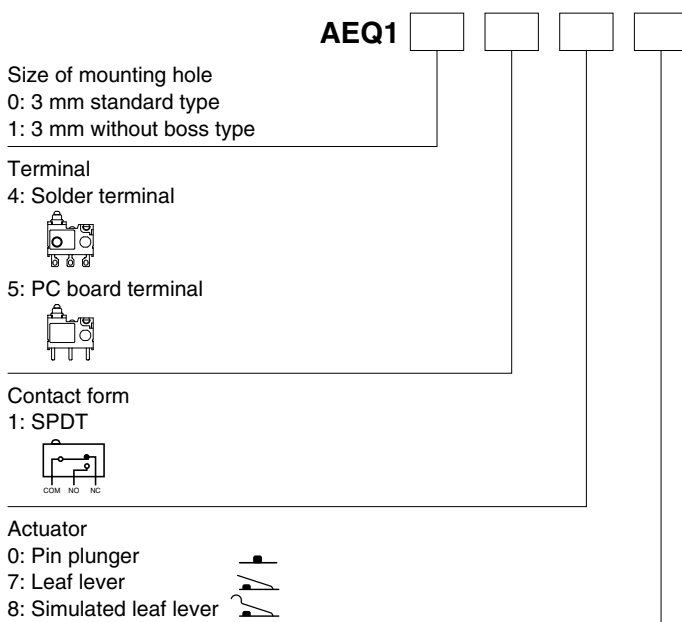 AEQ1
Size of mounting hole
0: 3 mm standard type
1: 3 mm without boss type
Terminal
4: Solder terminal
5: PC board terminal
Contact form
1: SPDT
COM NO NC
Actuator
0: Pin plunger
7: Leaf lever
8: Simulated leaf lever